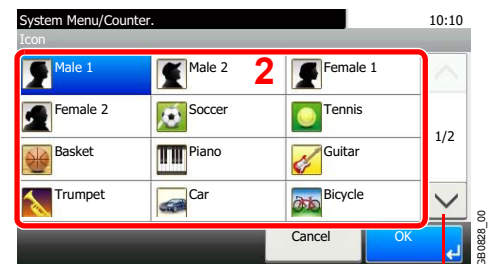 System Menu/Counter. 10:10
Icon
Male 1 Male 2 2 Female 1
Female 2 Soccer Tennis
1/2
Basket Piano Guitar
Trumpet Car Bicycle
Cancel OK
GB0828_00